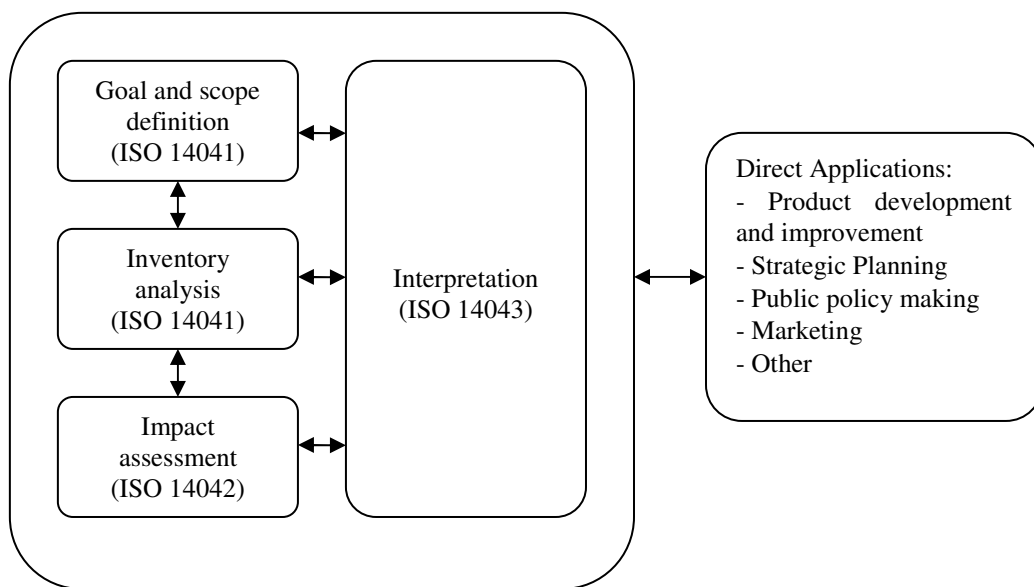 Goal and scope
definition
(ISO 14041)
Inventory
analysis
(ISO 14041)
Impact
assessment
(ISO 14042)
Interpretation
(ISO 14043)
Direct Applications:
- Product development
and improvement
- Strategic Planning
- Public policy making
- Marketing
- Other